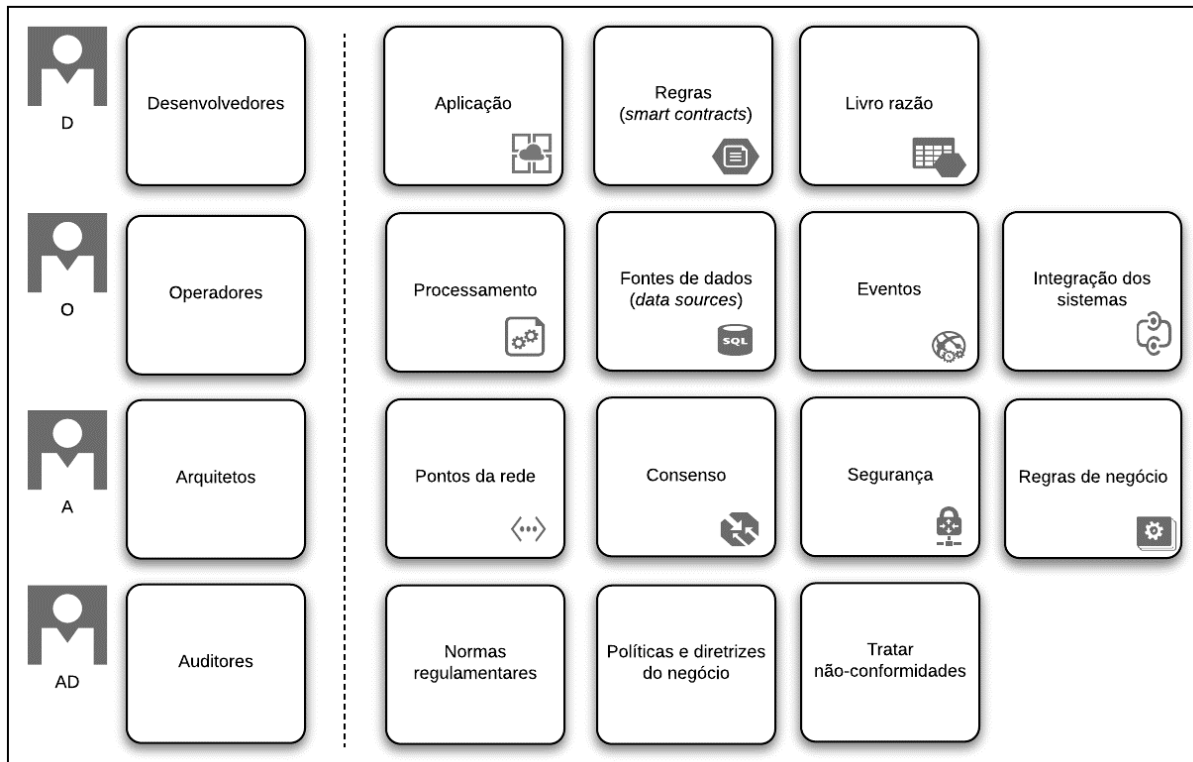 Desenvolvedores
Aplicação
Regras
(smart contracts)
Livro razão
D
Operadores
Processamento
Fontes de dados
(data sources)
SQL
Eventos
Integração dos
sistemas
O
Arquitetos
Pontos da rede
Consenso
Segurança
Regras de negócio
A
Auditores
Normas
regulamentares
Políticas e diretrizes
do negócio
Tratar
não-conformidades
AD